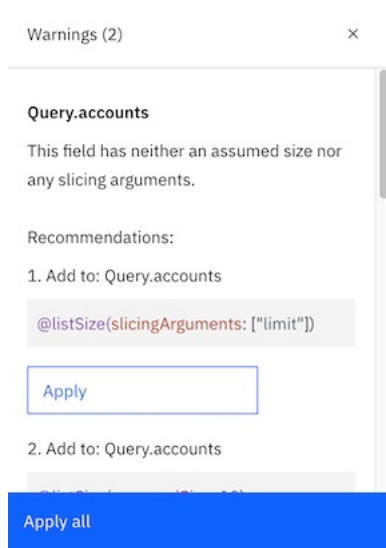 Warnings (2)
×
Query.accounts
This field has neither an assumed size nor
any slicing arguments.
Recommendations:
1. Add to: Query.accounts
@listSize(slicingArguments: ["limit"])
Apply
2. Add to: Query.accounts
Apply all